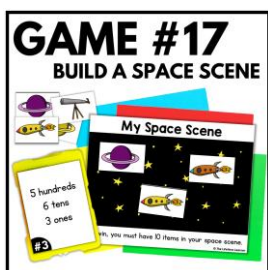 GAME #17
BUILD A SPACE SCENE
My Space Scene
5 hundreds
6 tens
3 ones
#3
in, you must have 10 items in your space scene.